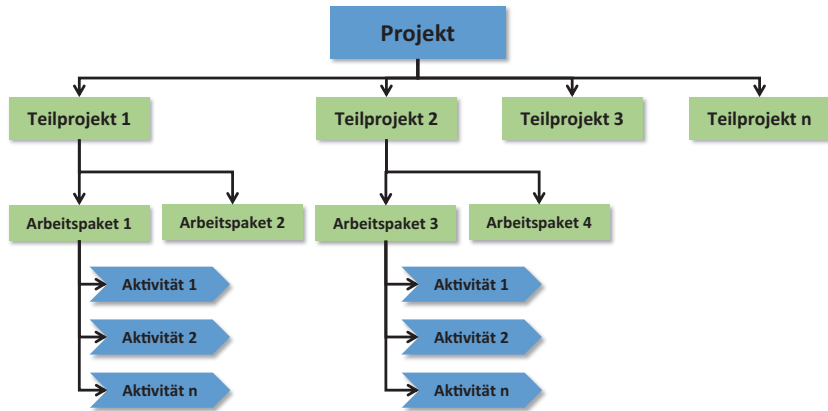 Projekt
Teilprojekt 1
Teilprojekt 2
Teilprojekt 3
Teilprojekt n
Arbeitspaket 1
Arbeitspaket 2
Arbeitspaket 3
Arbeitspaket 4
Aktivität 1
Aktivität 1
Aktivität 2
Aktivität 2
Aktivität n
Aktivität n